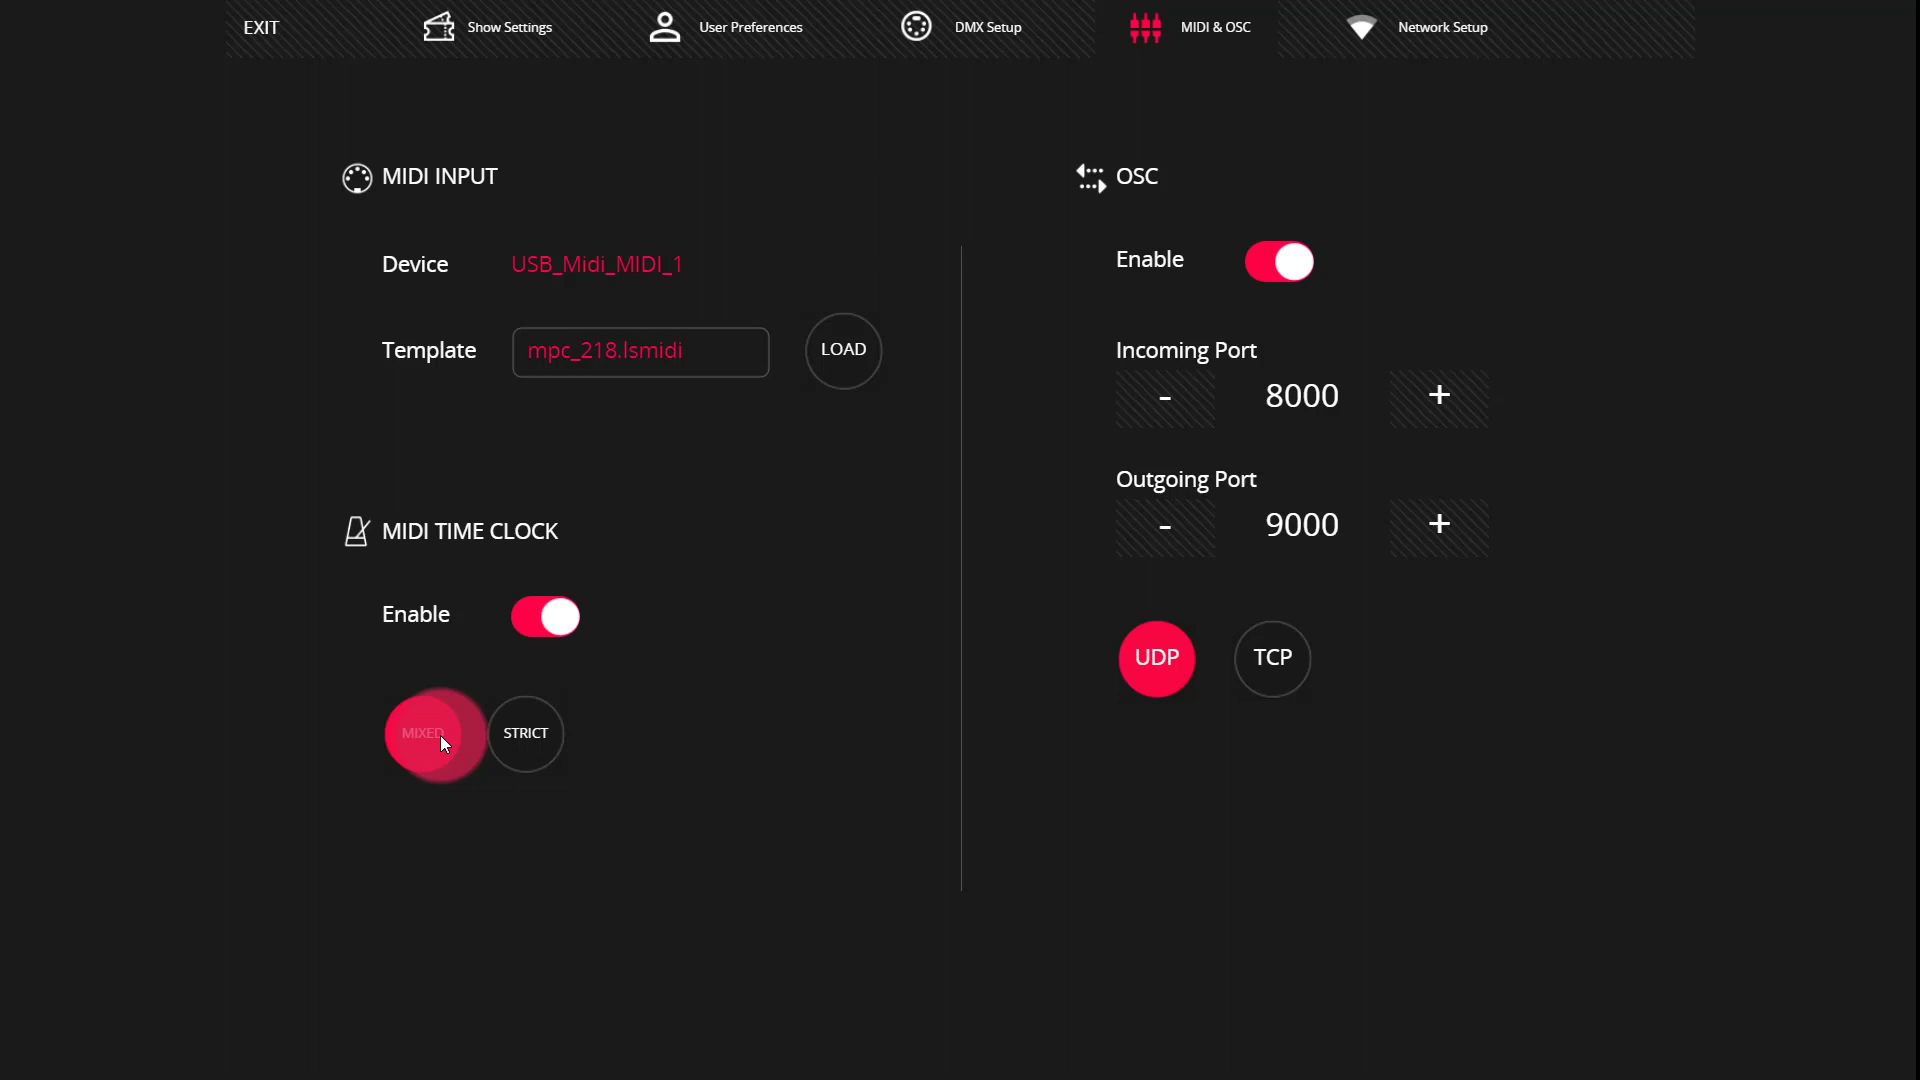 EXIT
Show Settings
User Preferences
DMX Setup
MIDI & OSC
Network Setup
MIDI INPUT
Device
USB_Midi_MIDI_1
Template
mpc_218.lsmidi
LOAD
MIDI TIME CLOCK
Enable
MIXED
STRICT
OSC
Enable
Incoming Port
-
8000
+
Outgoing Port
-
9000
+
UDP
TCP